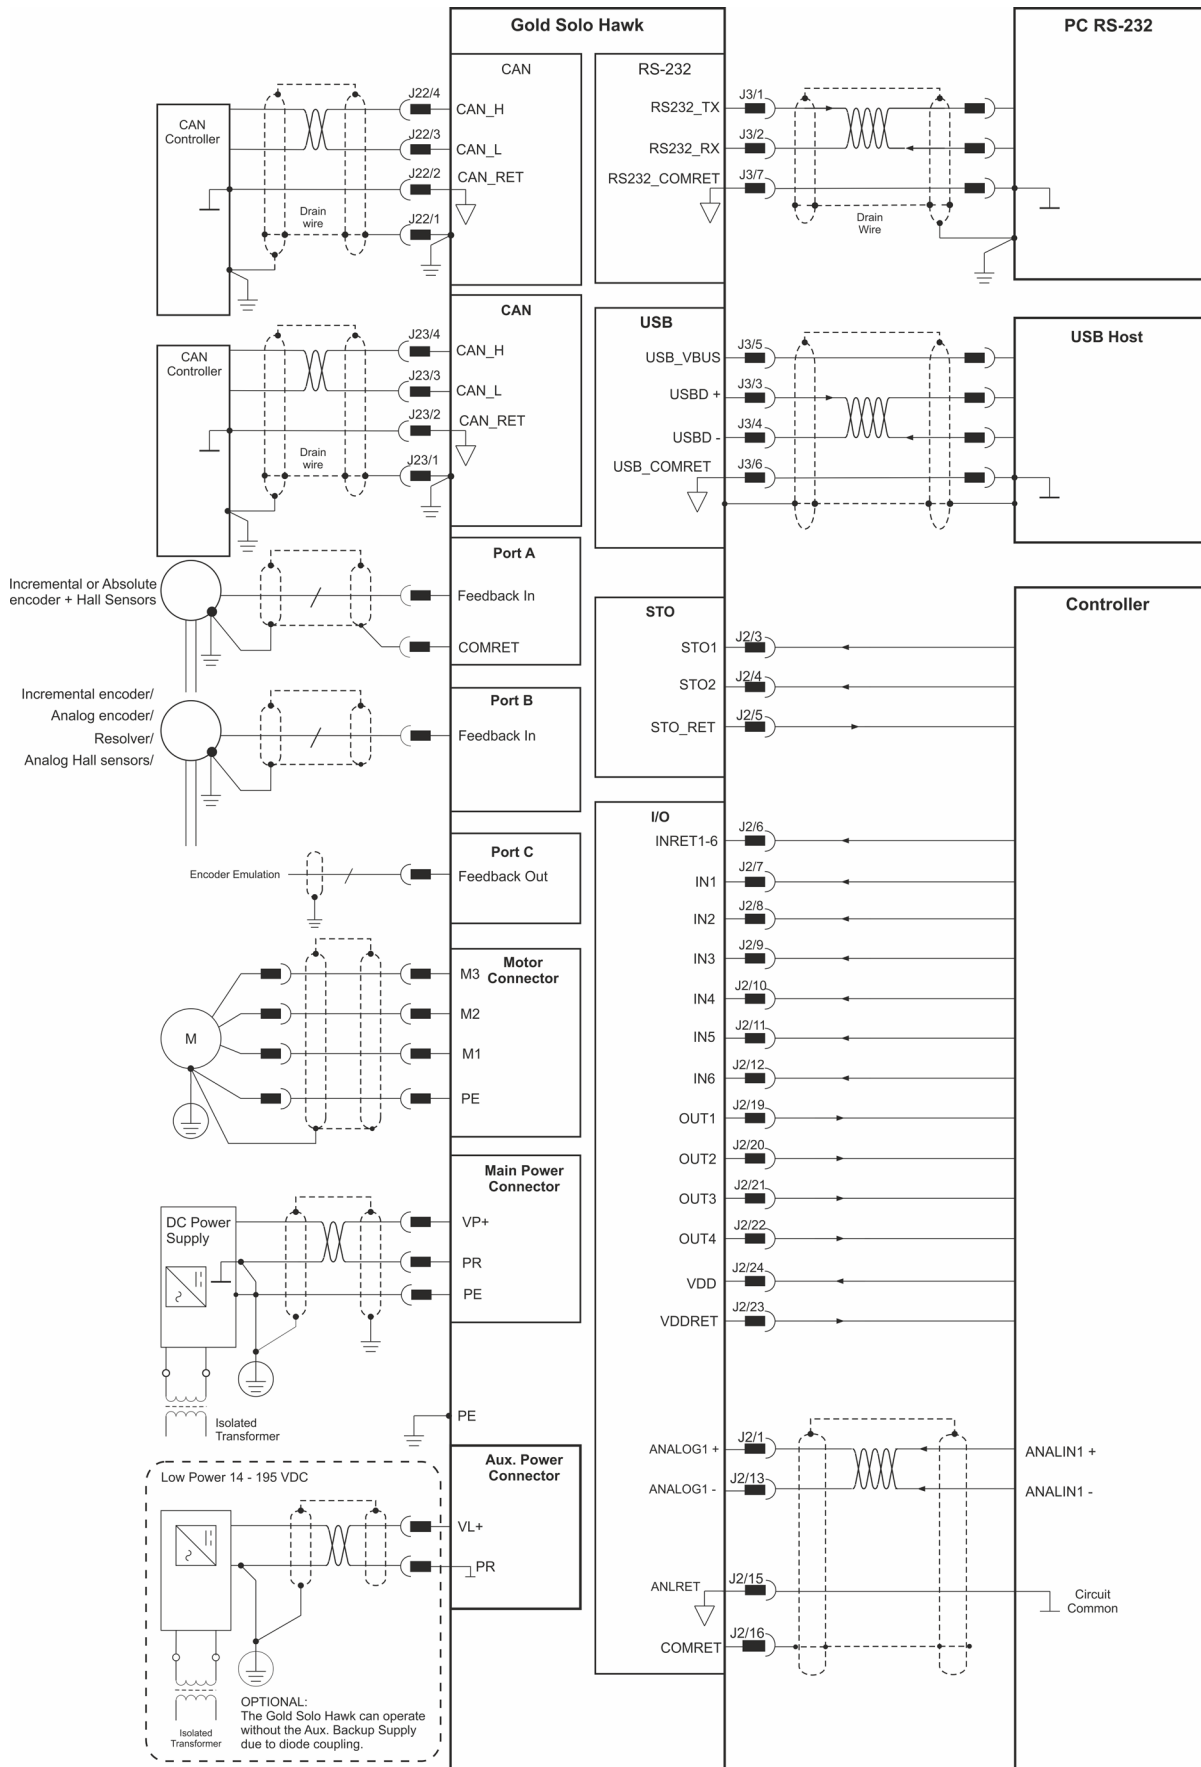 Gold Solo Hawk
PC RS-232
CAN
CAN Controller
J22/4
CAN_H
J22/3
CAN_L
J22/2
CAN_RET
J22/1
Drain
wire
RS-232
RS232_TX
J3/1
RS232_RX
J3/2
RS232_COMRET
J3/7
Drain
Wire
CAN
CAN
Controller
J23/4
CAN_H
J23/3
CAN_L
J23/2
CAN_RET
J23/1
Drain
wire
USB
USB Host
USB_VBUS
J3/5
USBD +
J3/3
USBD -
J3/4
USB_COMRET
J3/6
Port A
Incremental or Absolute
encoder + Hall Sensors
Feedback In
COMRET
STO
Controller
STO1
J2/3
STO2
J2/4
STO_RET
J2/5
Port B
Incremental encoder/
Analog encoder/
Resolver/
Analog Hall sensors/
Feedback In
Port C
Encoder Emulation
Feedback Out
I/O
INRET1-6
J2/6
IN1
J2/7
IN2
J2/8
IN3
J2/9
IN4
J2/10
IN5
J2/11
IN6
J2/12
OUT1
J2/19
OUT2
J2/20
OUT3
J2/21
OUT4
J2/22
VDD
J2/24
VDDRET
J2/23
Motor
Connector
M
M3
M2
M1
PE
Main Power
Connector
DC Power
Supply
VP+
PR
PE
Isolated
Transformer
PE
ANALOG1 +
J2/1
ANALIN1 +
ANALOG1 -
J2/13
ANALIN1 -
ANLRET
J2/15
Circuit
Common
COMRET
J2/16
Aux. Power
Connector
Low Power 14 - 195 VDC
VL+
PR
Isolated
Transformer
OPTIONAL:
The Gold Solo Hawk can operate
without the Aux. Backup Supply
due to diode coupling.